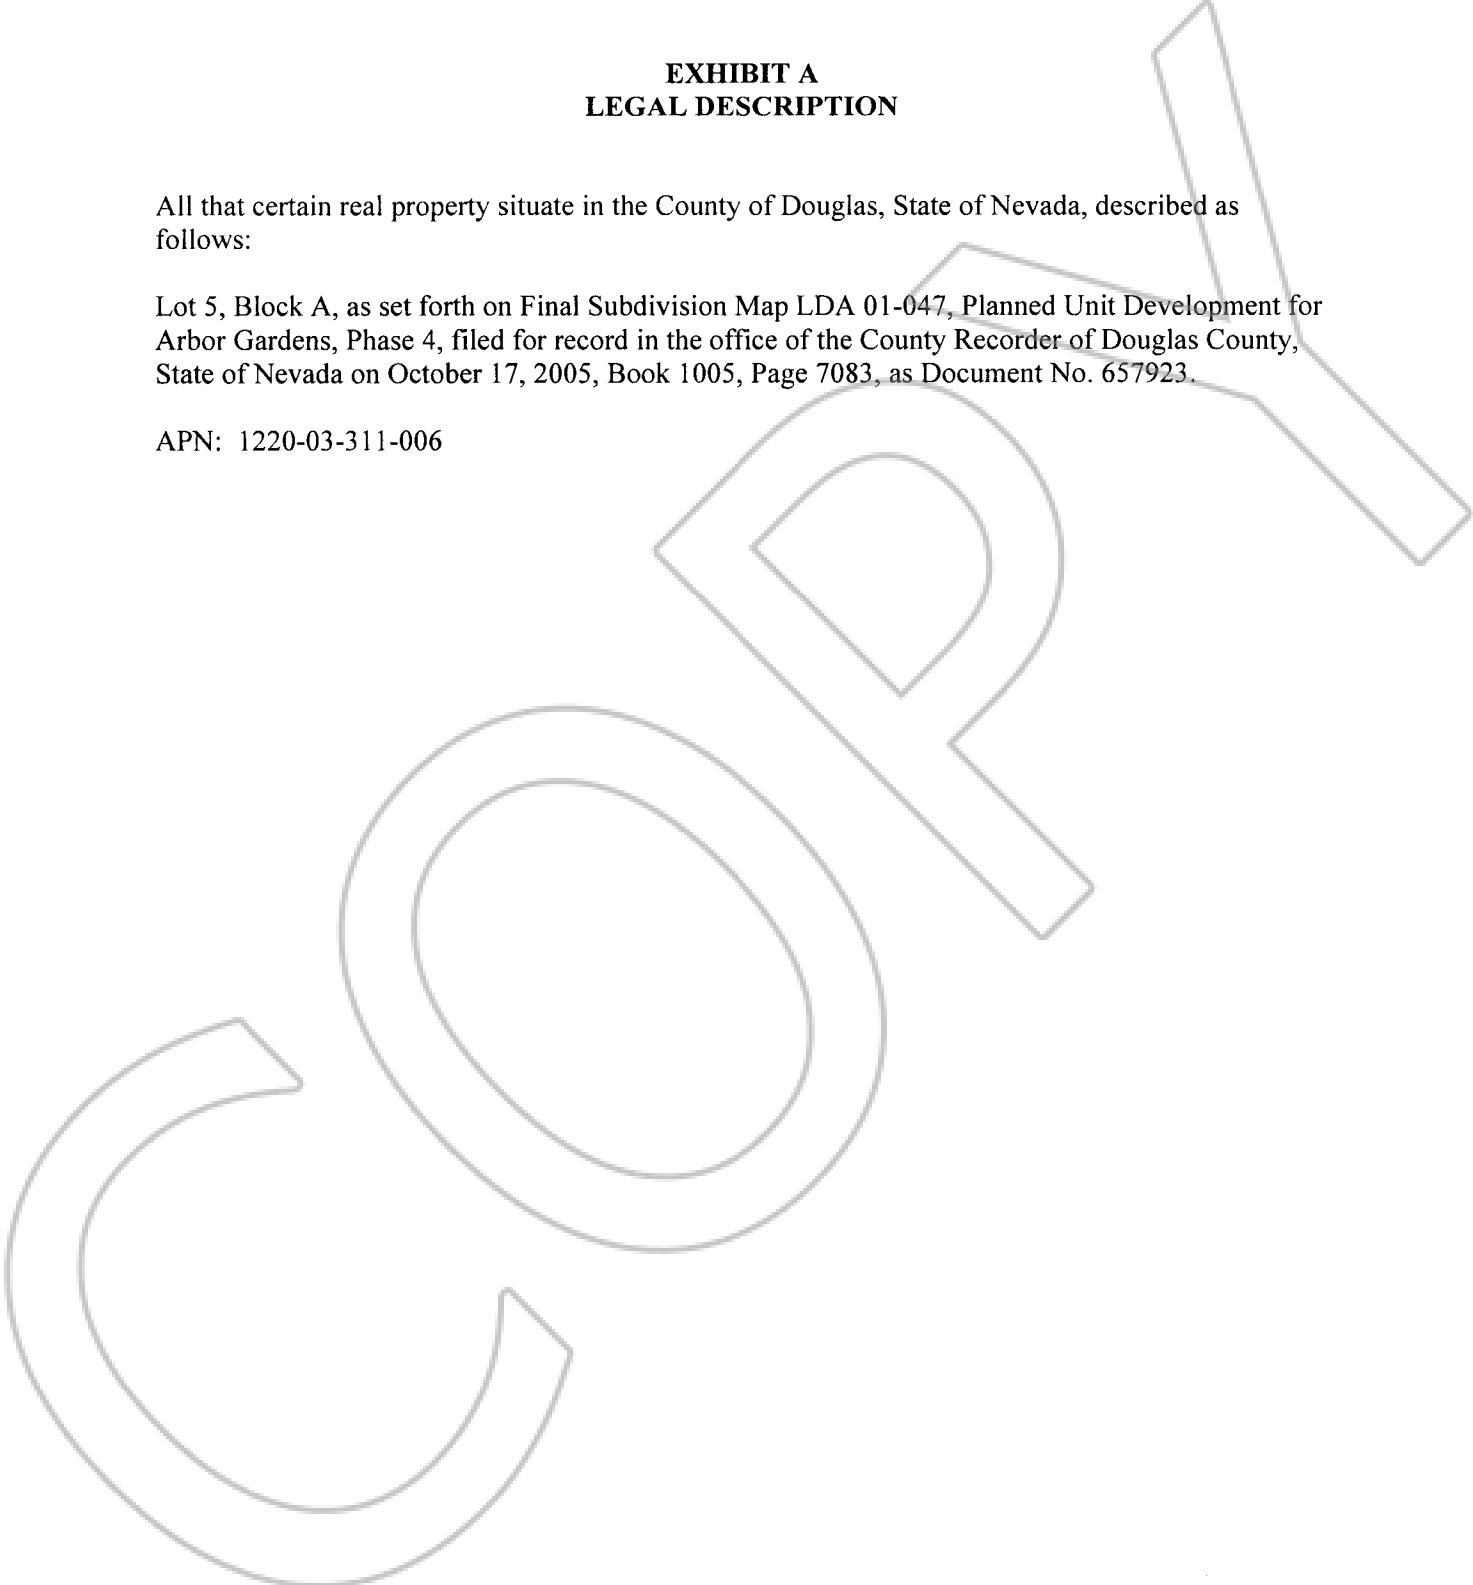 EXHIBIT A
LEGAL DESCRIPTION
All that certain real property situate in the County of Douglas, State of Nevada, described as
follows:
Lot 5, Block A, as set forth on Final Subdivision Map LDA 01-047, Planned Unit Development for
Arbor Gardens, Phase 4, filed for record in the office of the County Recorder of Douglas County,
State of Nevada on October 17, 2005, Book 1005, Page 7083, as Document No. 657923.
APN: 1220-03-311-006
COPY